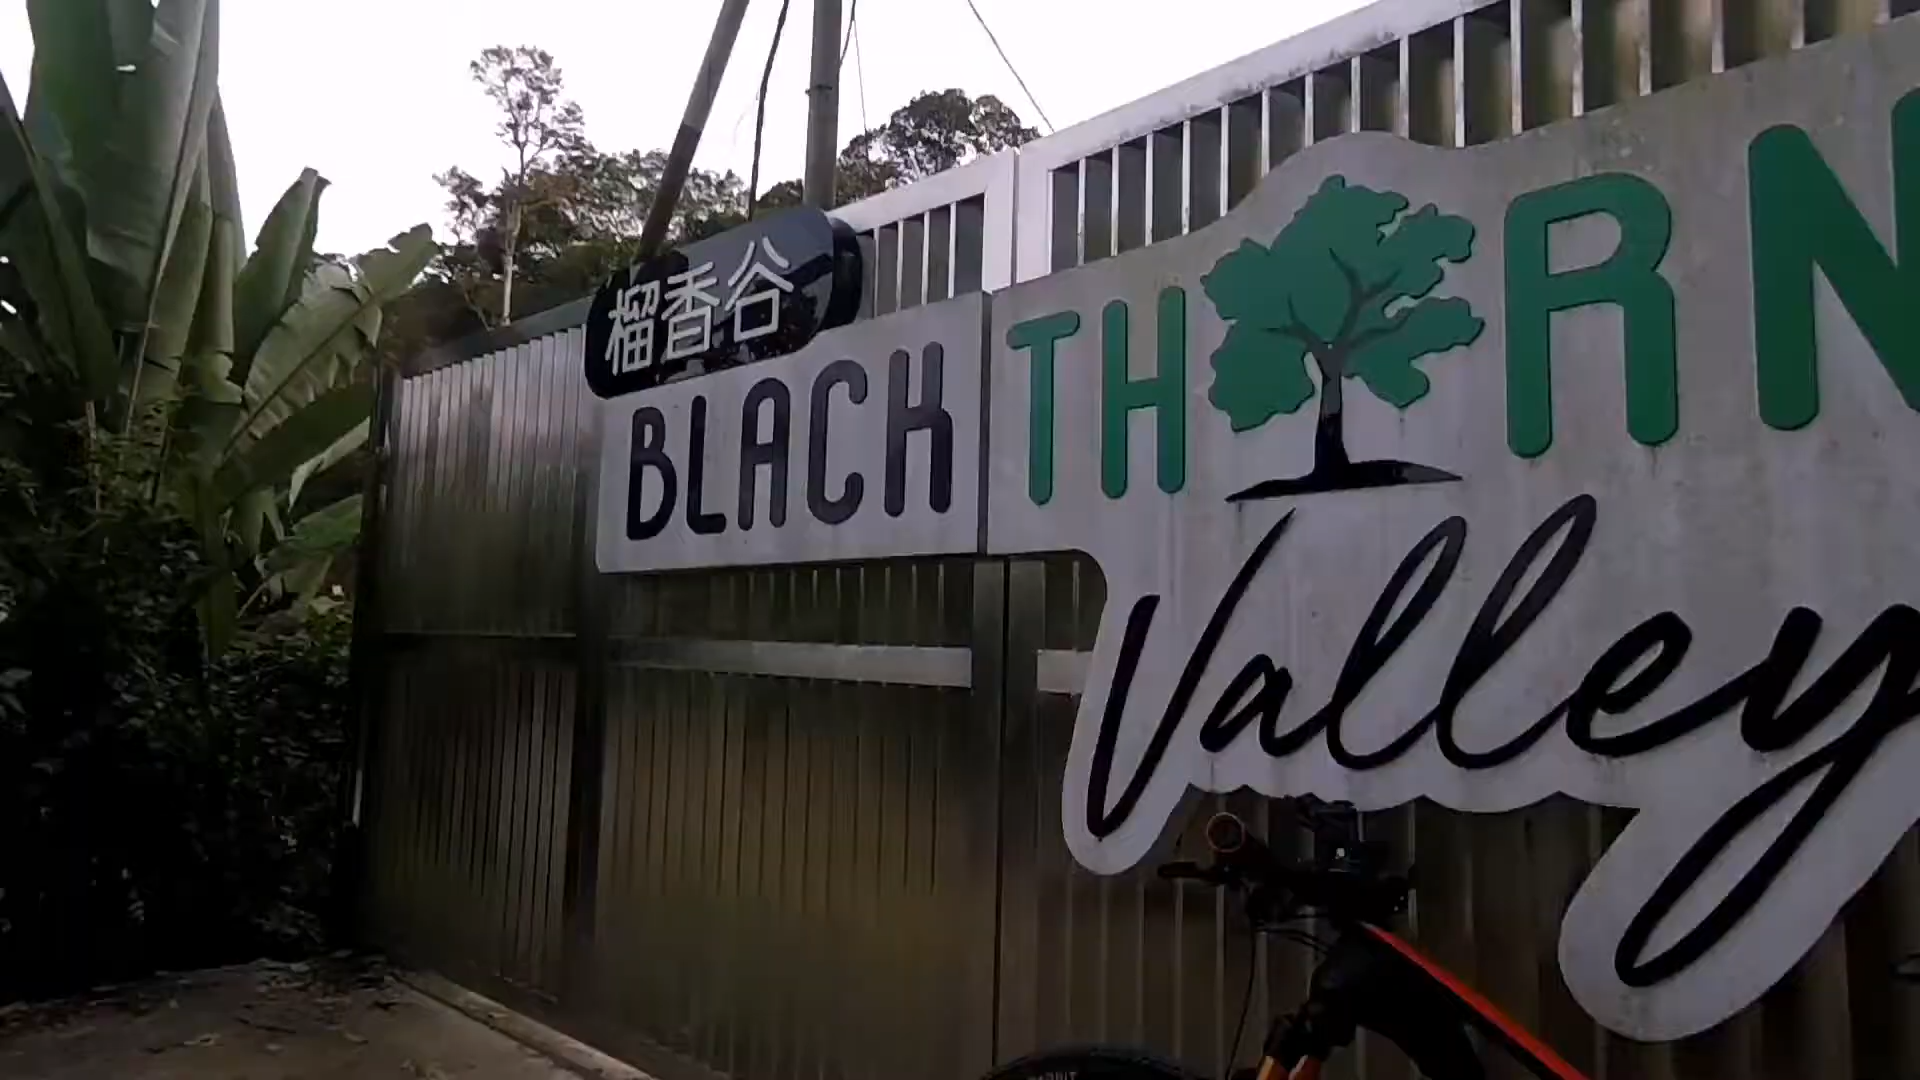 榴香谷
BLACK THORN
Valley